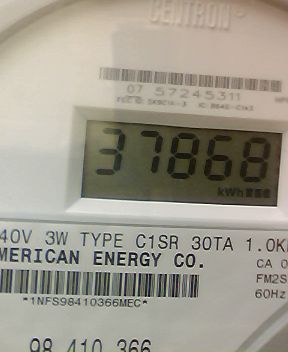 CENTRON®
07 57245311
37868
kWh
40V 3W TYPE C1SR 30TA 1.0K
MERICAN ENERGY CO.
CA 0
FM2S
60Hz
*1NFS98410366MEC*
98 410 366